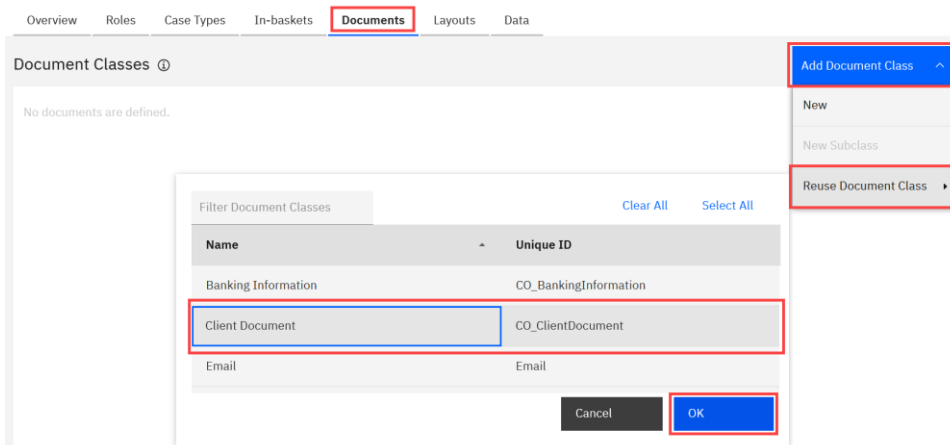 Overview Roles Case Types In-baskets Documents Layouts Data
Document Classes
Add Document Class
No documents are defined.
New
New Subclass
Reuse Document Class
Filter Document Classes Clear All Select All
Name Unique ID
Banking Information CO_BankingInformation
Client Document CO_ClientDocument
Email Email
Cancel OK